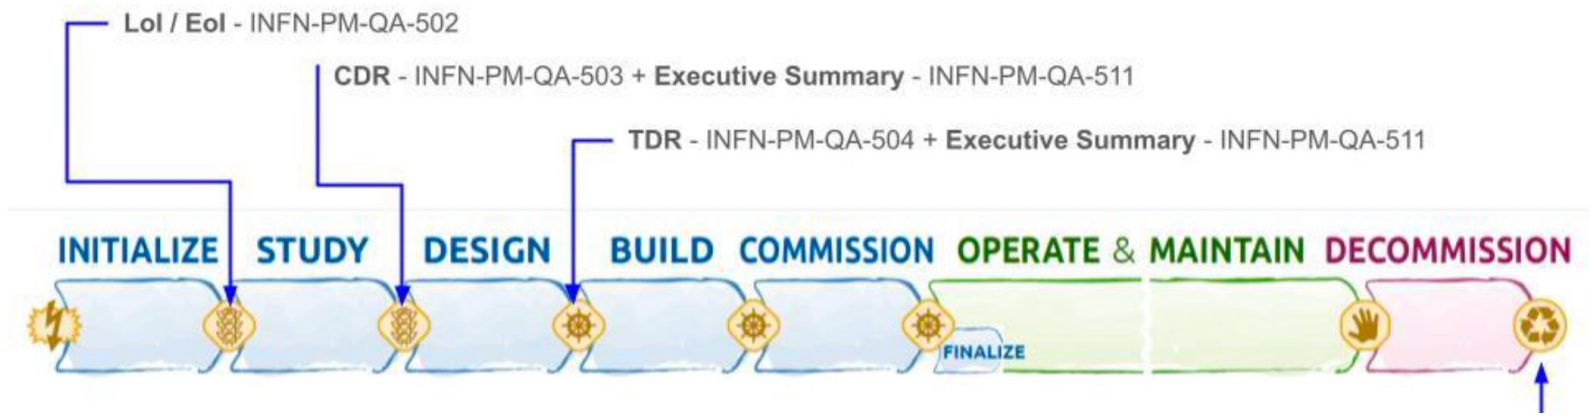 LoI / EoI - INFN-PM-QA-502
CDR - INFN-PM-QA-503 + Executive Summary - INFN-PM-QA-511
TDR - INFN-PM-QA-504 + Executive Summary - INFN-PM-QA-511
INITIALIZE STUDY DESIGN BUILD COMMISSION OPERATE & MAINTAIN DECOMMISSION
FINALIZE